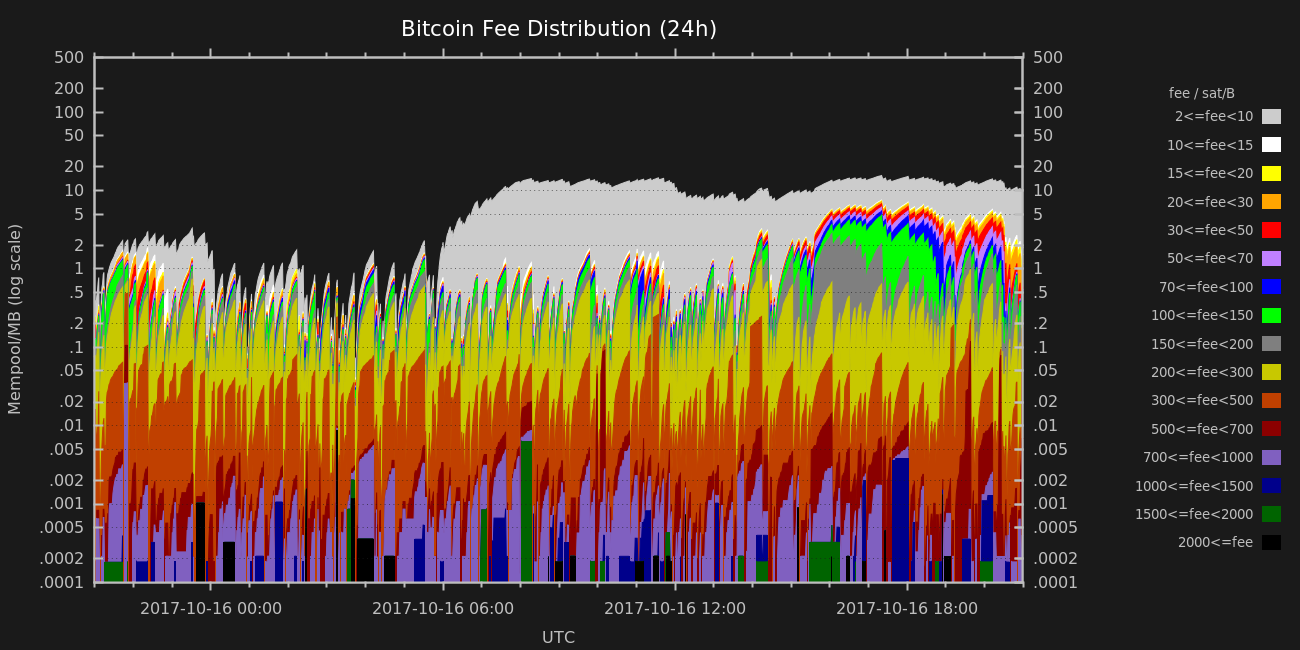 Bitcoin Fee Distribution (24h)
Mempool/MB (log scale)
500
200
100
50
20
10
5
2
1
.5
.2
.1
.05
.02
.01
.005
.002
.001
.0005
.0002
.0001
500
200
100
50
20
10
5
2
1
.5
.2
.1
.05
.02
.01
.005
.002
.001
.0005
.0002
.0001
2017-10-16 00:00
2017-10-16 06:00
2017-10-16 12:00
2017-10-16 18:00
UTC
fee / sat/B
2<=fee<10
10<=fee<15
15<=fee<20
20<=fee<30
30<=fee<50
50<=fee<70
70<=fee<100
100<=fee<150
150<=fee<200
200<=fee<300
300<=fee<500
500<=fee<700
700<=fee<1000
1000<=fee<1500
1500<=fee<2000
2000<=fee